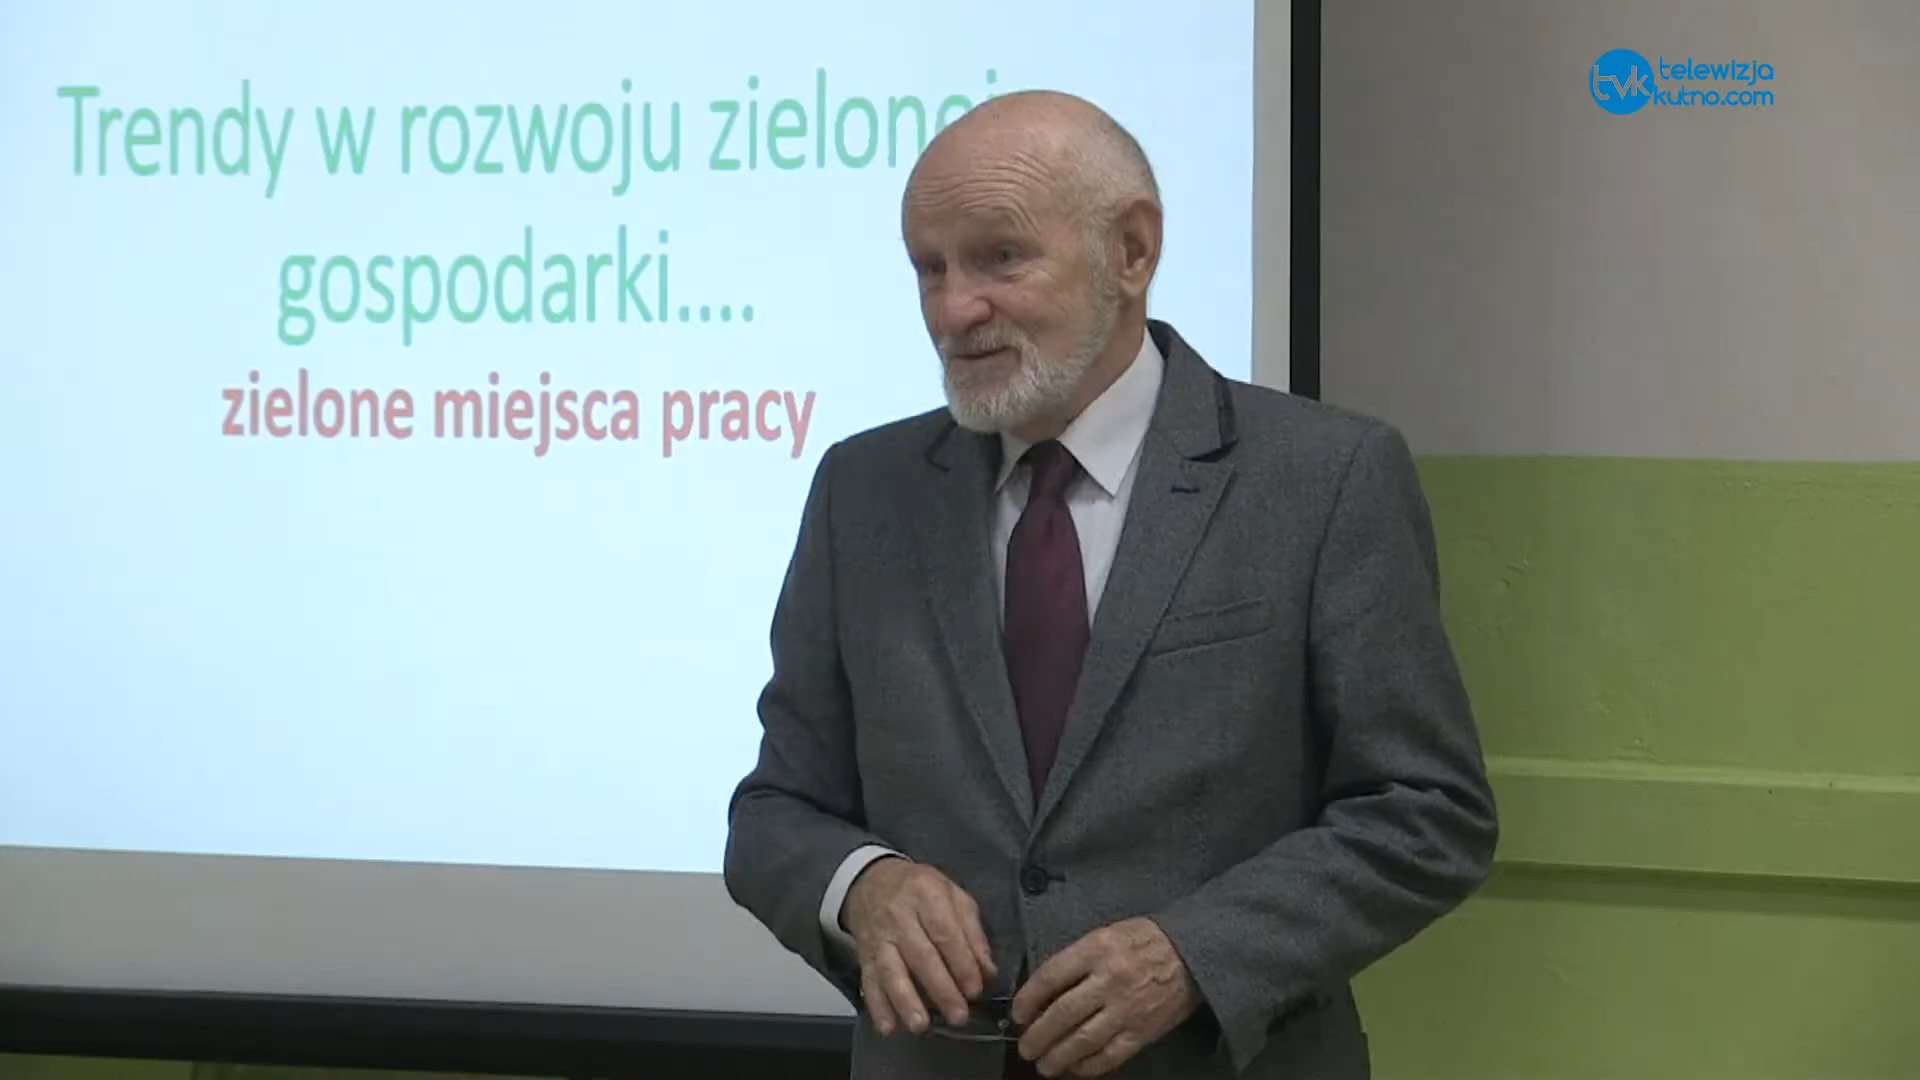 Trendy w rozwoju zielonej
gospodarki....
zielone miejsca pracy
tvk telewizja
kutno.com